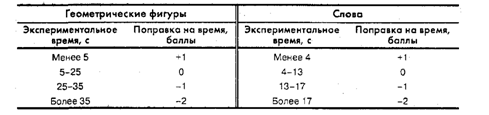 Геометрические фигуры Слова
Экспериментальное время, с Поправка на время, баллы Экспериментальное время, с Поправка на время, баллы
Менее 5 +1 Менее 4 +1
5–25 0 4–13 0
25–35 –1 13–17 –1
Более 35 –2 Более 17 –2